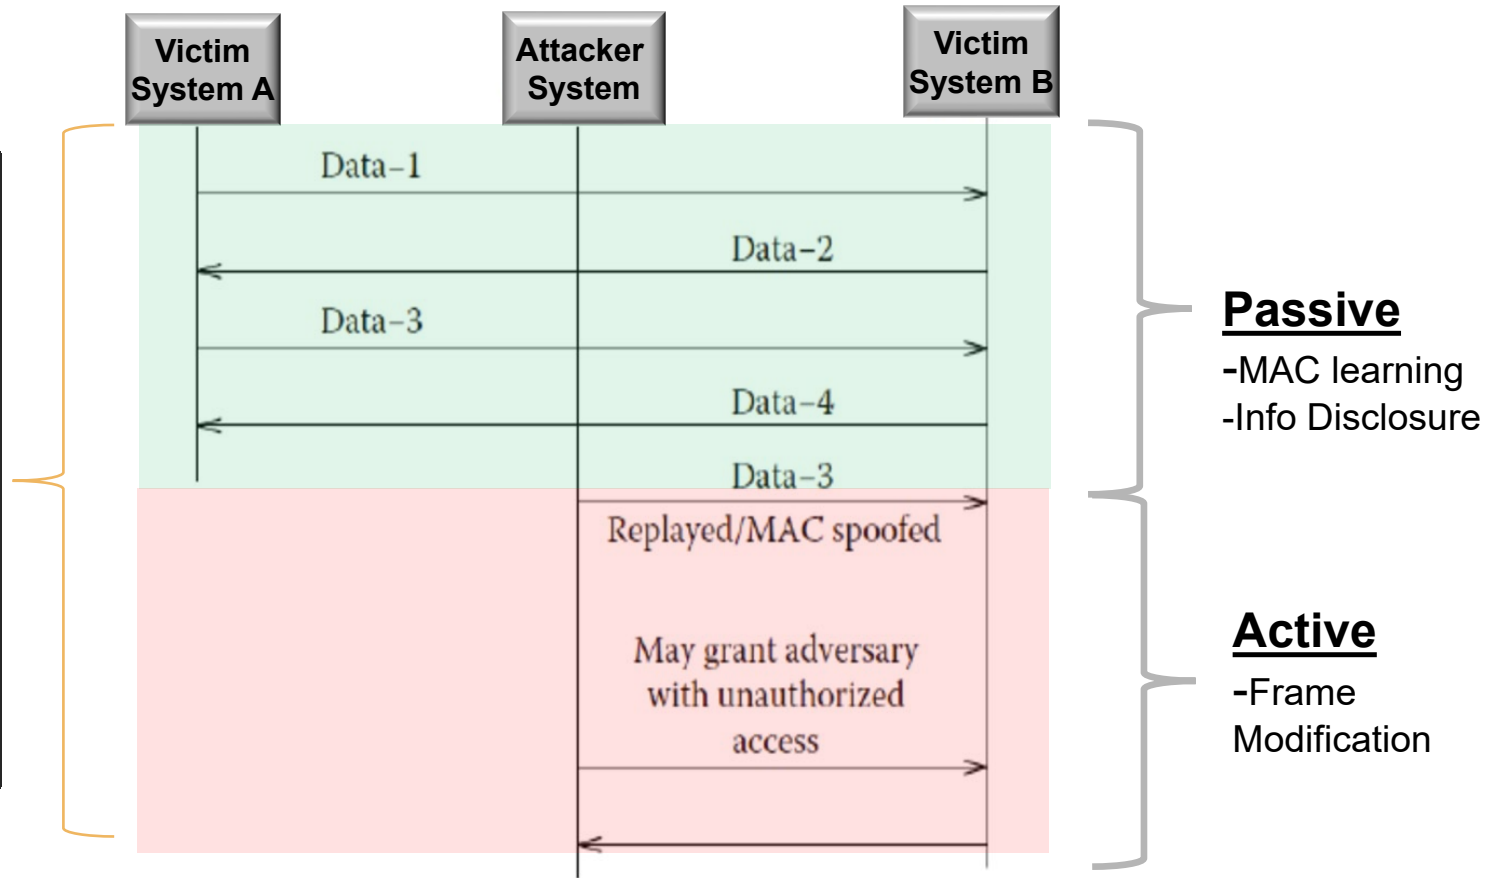 Victim
System A
Attacker
System
Victim
System B
Data–1
Data–2
Data–3
Data–4
Data–3
Replayed/MAC spoofed
May grant adversary
with unauthorized
access
Passive
-MAC learning
-Info Disclosure
Active
-Frame
Modification